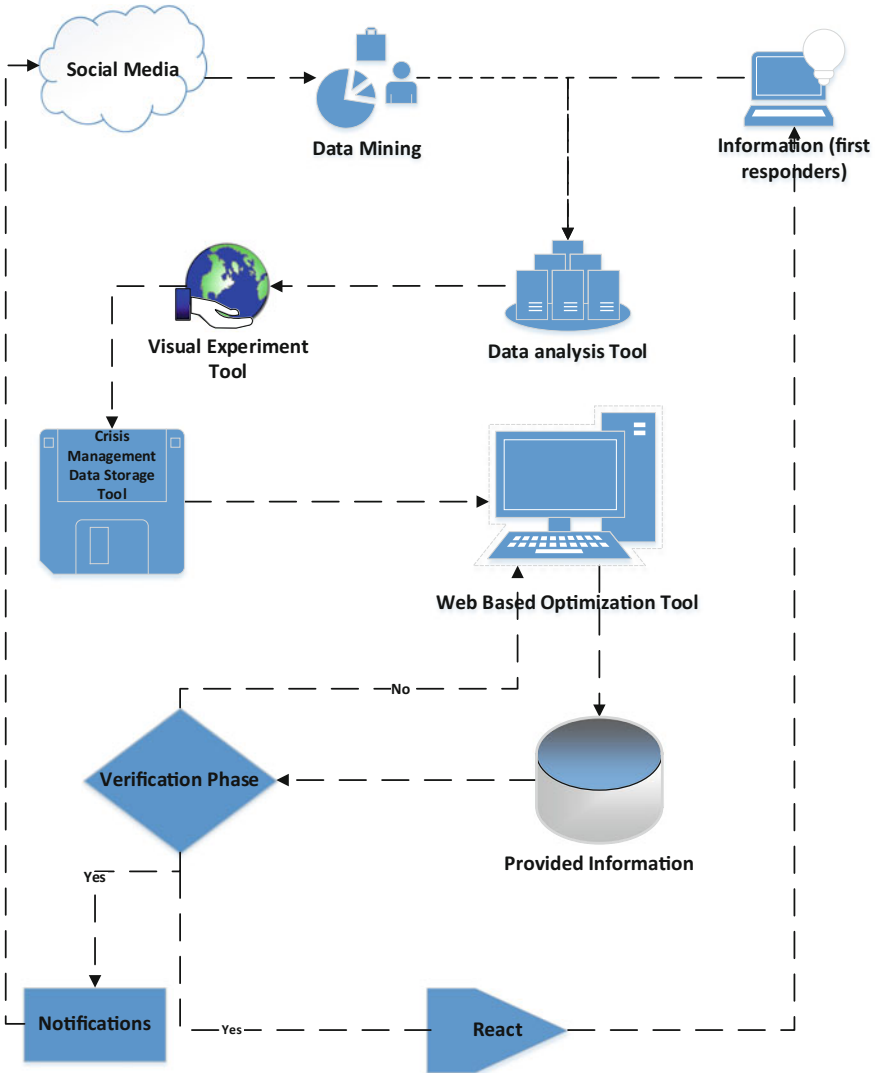 Social Media
Data Mining
Information (first
responders)
Visual Experiment
Tool
Data analysis Tool
Crisis
Management
Data Storage
Tool
Web Based Optimization Tool
No
Verification Phase
Provided Information
Yes
Notifications
Yes
React